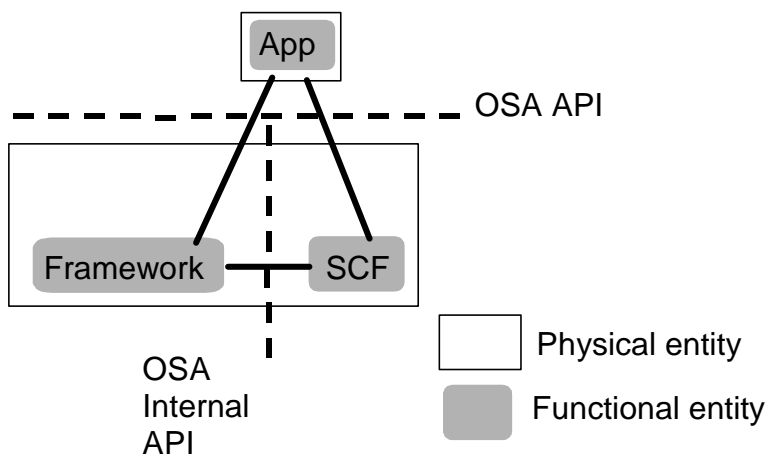 App
OSA API
Framework
SCF
OSA
Internal
API
Physical entity
Functional entity